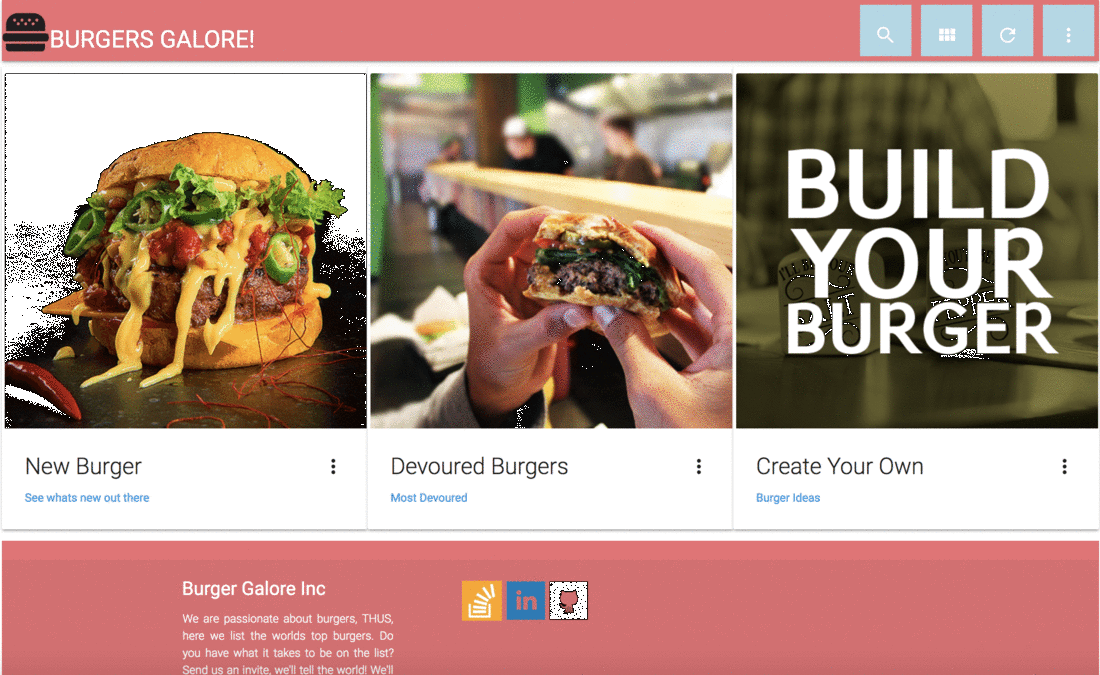 BURGERS GALORE!
BUILD
YOUR
BURGER
New Burger
See whats new out there
Devoured Burgers
Most Devoured
Create Your Own
Burger Ideas
Burger Galore Inc
in
We are passionate about burgers, THUS,
here we list the worlds top burgers. Do
you have what it takes to be on the list?
Send us an invite, we'll tell the world! We'll